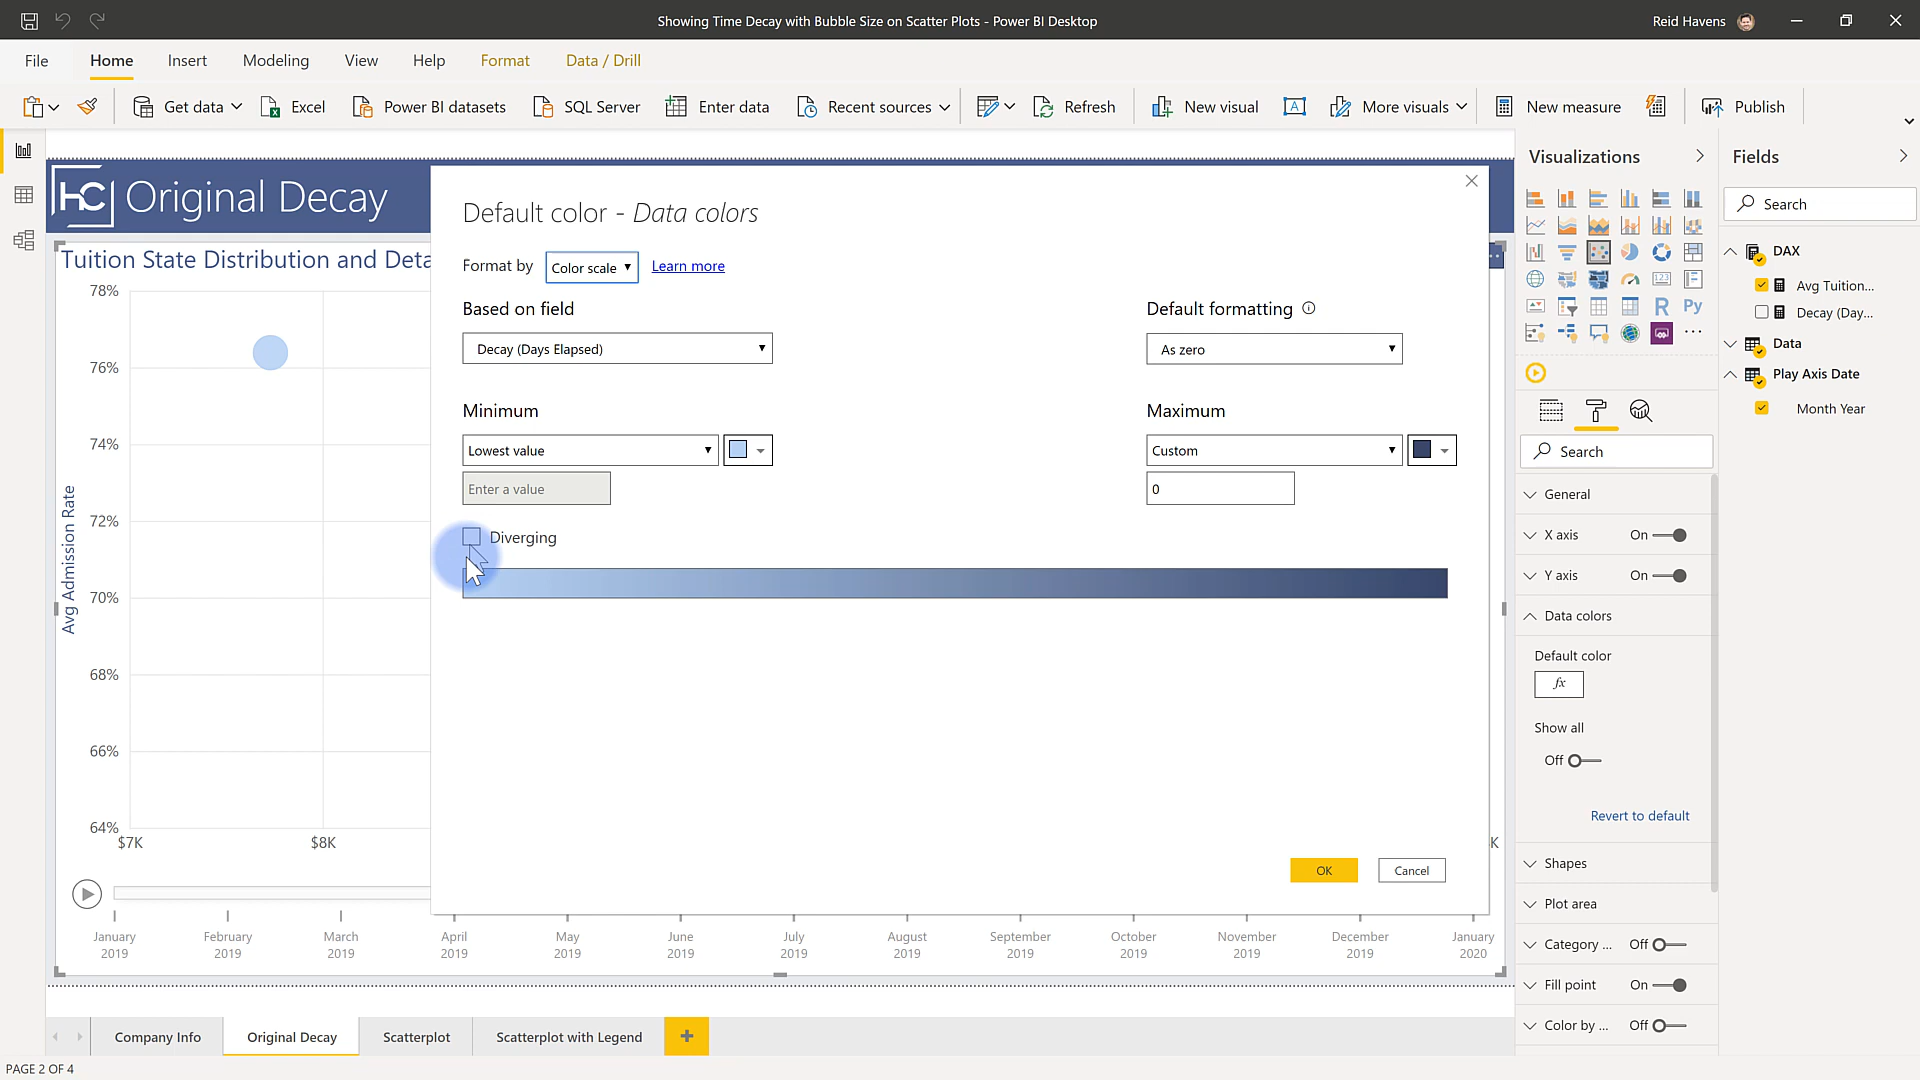 Showing Time Decay with Bubble Size on Scatter Plots - Power BI Desktop
Reid Havens
File Home Insert Modeling View Help Format Data / Drill
Get data Excel Power BI datasets SQL Server Enter data Recent sources Refresh New visual More visuals New measure Publish
HC Original Decay
Tuition State Distribution and Deta
Avg Admission Rate
78%
76%
74%
72%
70%
68%
66%
64%
$7K $8K K
January 2019
February 2019
March 2019
April 2019
May 2019
June 2019
July 2019
August 2019
September 2019
October 2019
November 2019
December 2019
January 2020
Default color - Data colors
Format by Color scale Learn more
Based on field
Decay (Days Elapsed)
Default formatting
As zero
Minimum
Lowest value
Enter a value
Maximum
Custom
0
Diverging
OK Cancel
Visualizations
R Py
123
Search
General
X axis On
Y axis On
Data colors
Default color
fx
Show all
Off
Revert to default
Shapes
Plot area
Category ... Off
Fill point On
Color by ... Off
Fields
Search
DAX
Avg Tuition...
Decay (Day...
Data
Play Axis Date
Month Year
Company Info Original Decay Scatterplot Scatterplot with Legend +
PAGE 2 OF 4